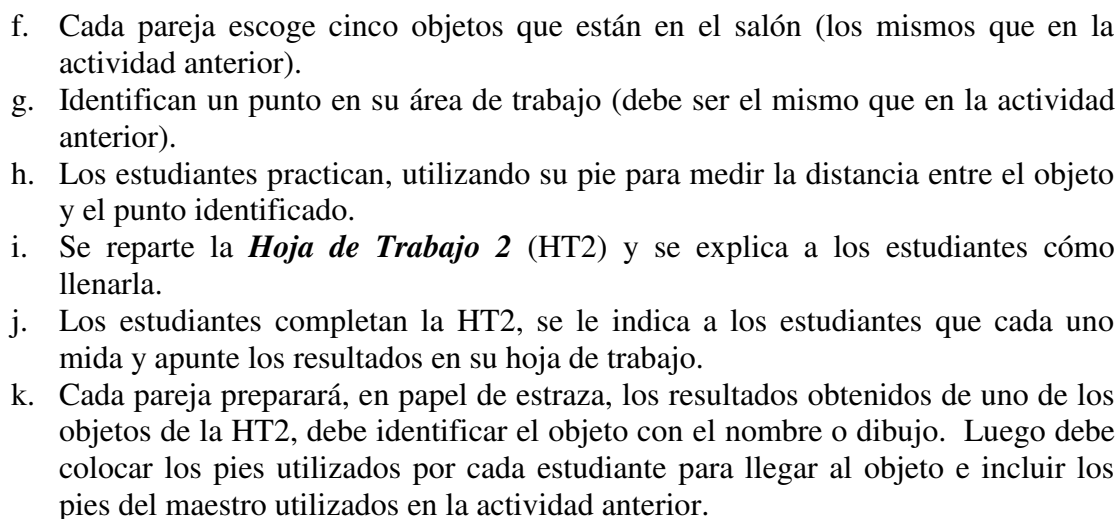 f. Cada pareja escoge cinco objetos que están en el salón (los mismos que en la
actividad anterior).
g. Identifican un punto en su área de trabajo (debe ser el mismo que en la actividad
anterior).
h. Los estudiantes practican, utilizando su pie para medir la distancia entre el objeto
y el punto identificado.
i. Se reparte la Hoja de Trabajo 2 (HT2) y se explica a los estudiantes cómo
llenarla.
j. Los estudiantes completan la HT2, se le indica a los estudiantes que cada uno
mida y apunte los resultados en su hoja de trabajo.
k. Cada pareja preparará, en papel de estraza, los resultados obtenidos de uno de los
objetos de la HT2, debe identificar el objeto con el nombre o dibujo. Luego debe
colocar los pies utilizados por cada estudiante para llegar al objeto e incluir los
pies del maestro utilizados en la actividad anterior.